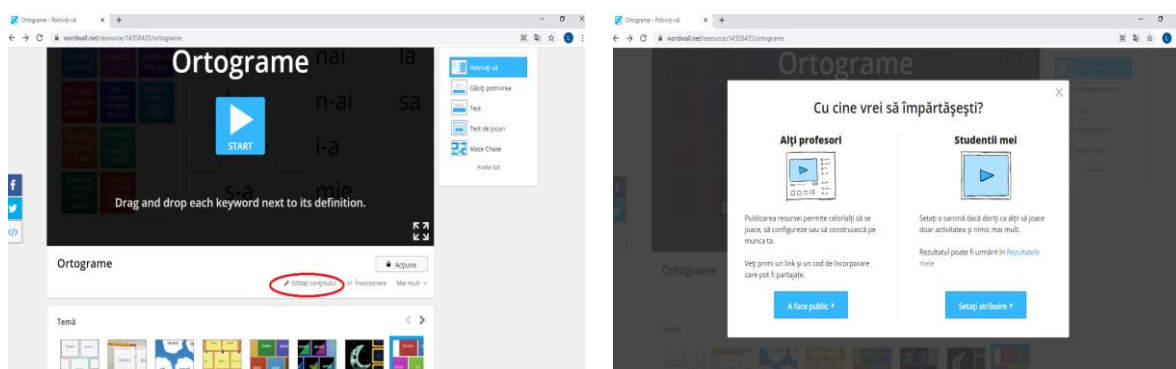 Ortograme - Potriviți-vă
wordwall.net/resource/14358435/ortograme
Ortograme
nai
la
n-ai
sa
i-a
s-a
mie
START
Drag and drop each keyword next to its definition.
Potriviți-vă
Găsiți potrivirea
Test
Test de jocuri
Maze Chase
Arata tot
Ortograme
Acțiune
Editați conținutul
Încorporare
Mai mult
Temă
Ortograme - Potriviți-vă
wordwall.net/resource/14358435/ortograme
Ortograme
Cu cine vrei să împărtășești?
Alți profesori
Publicarea resursei permite celorlalți să se
joace, să configureze sau să construiască pe
munca ta.
Veți primi un link și un cod de încorporare
care pot fi partajate.
A face public
Studentii mei
Setați o sarcină dacă doriți ca alții să joace
doar activitatea și nimic mai mult.
Rezultatul poate fi urmărit în Rezultatele
mele
Setați atribuire
Ortograme
Temă